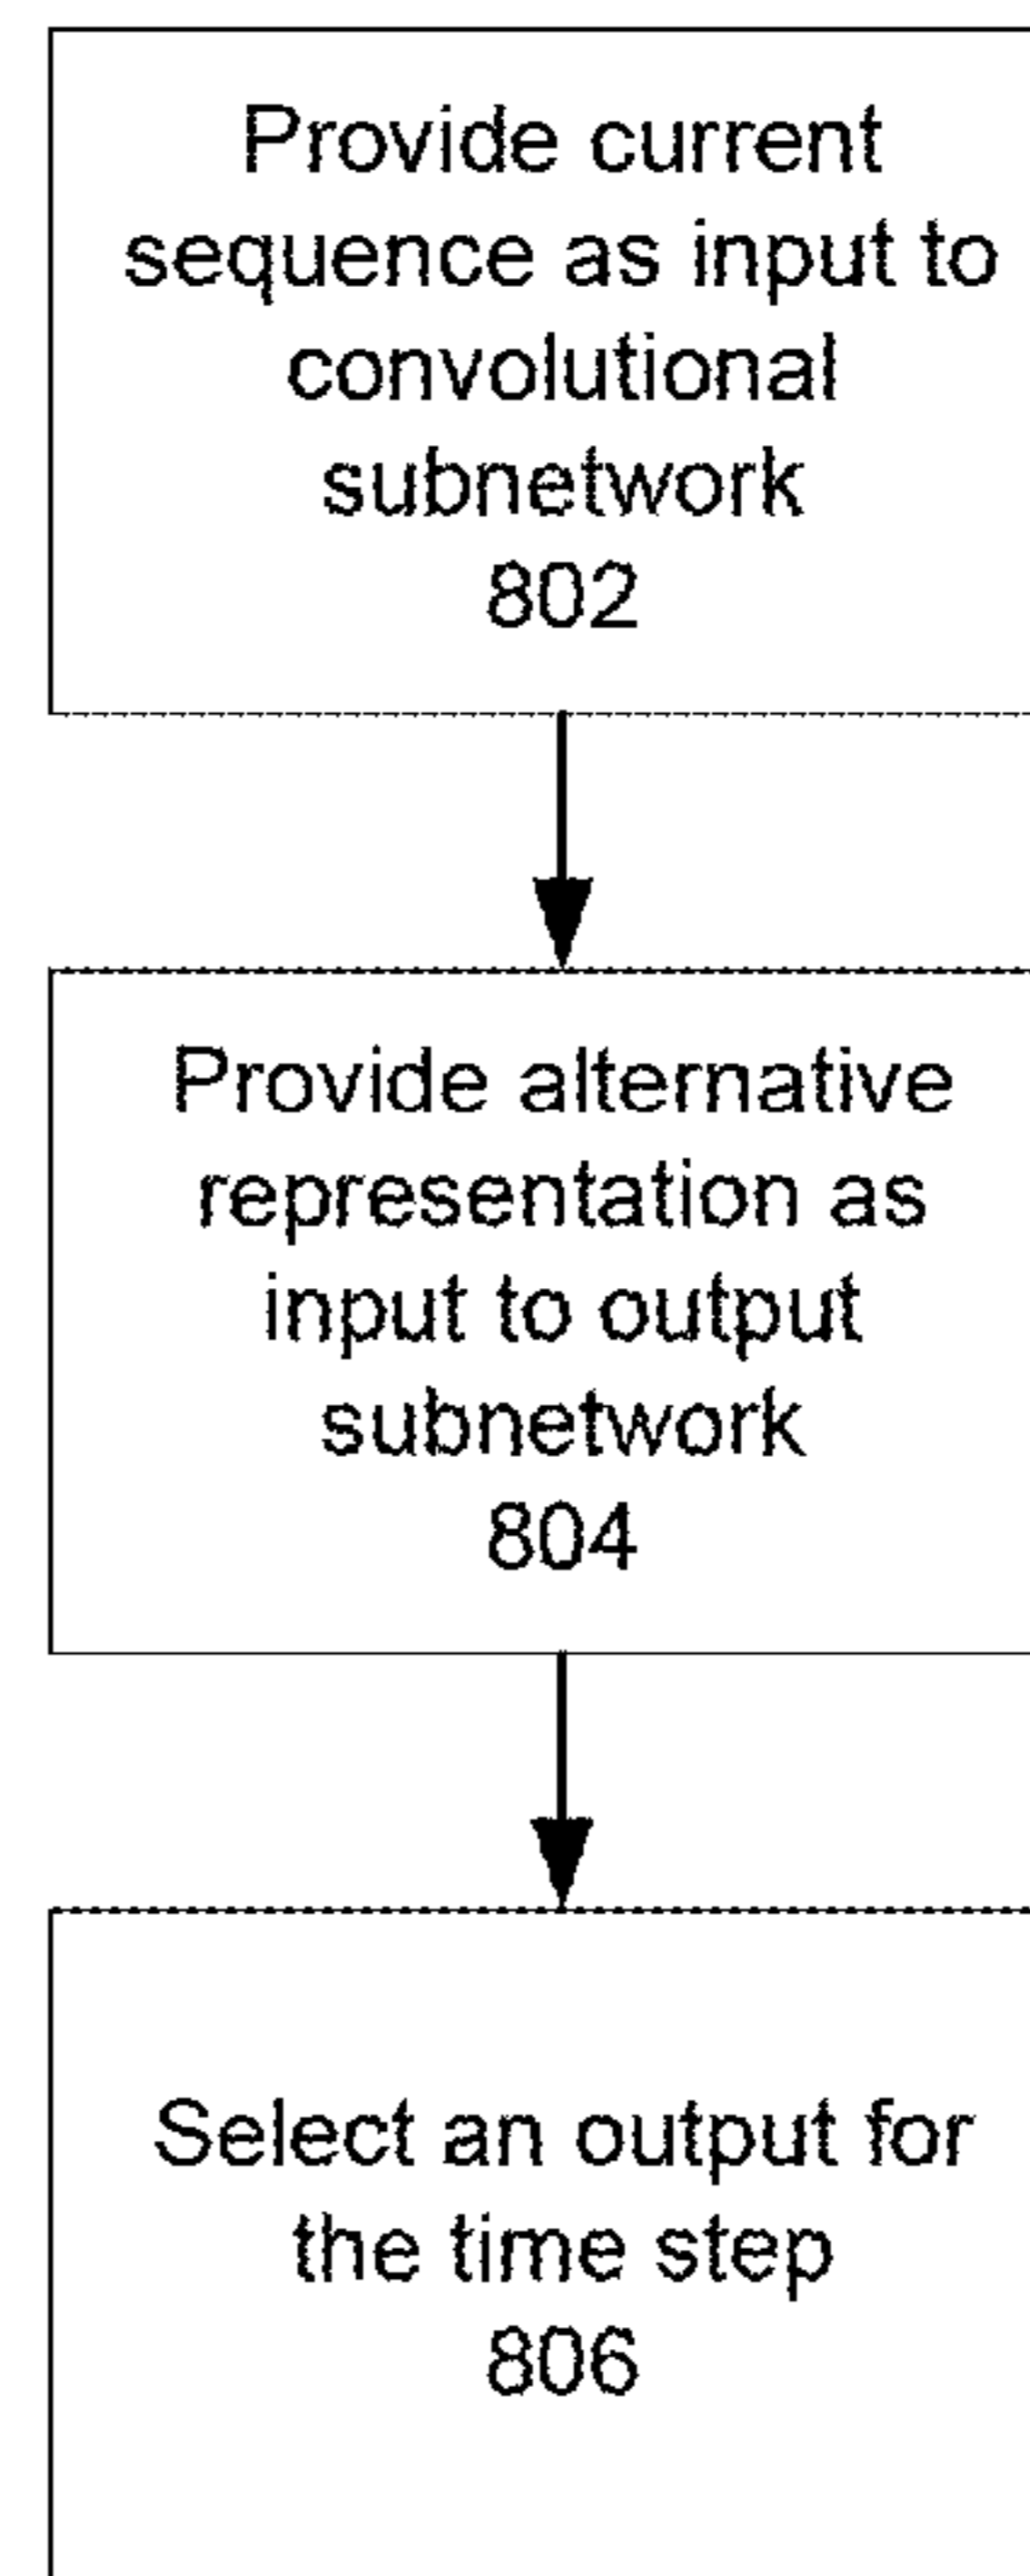 Provide current
sequence as input to
convolutional
subnetwork
802
Provide alternative
representation as
input to output
subnetwork
804
Select an output for
the time step
806